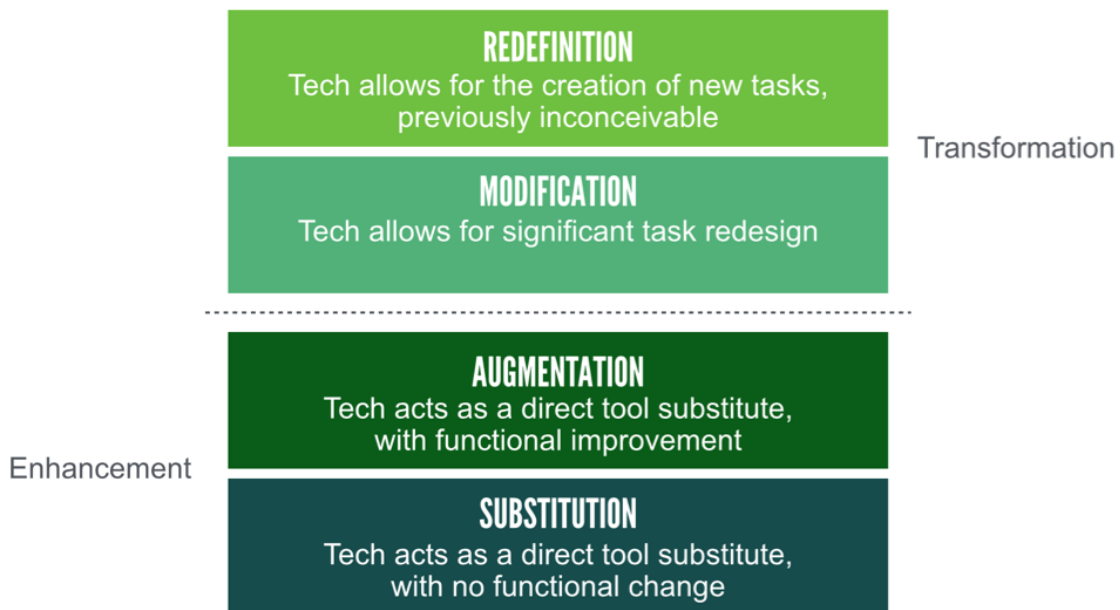 REDEFINITION
Tech allows for the creation of new tasks,
previously inconceivable
Transformation
MODIFICATION
Tech allows for significant task redesign
AUGMENTATION
Tech acts as a direct tool substitute,
with functional improvement
Enhancement
SUBSTITUTION
Tech acts as a direct tool substitute,
with no functional change